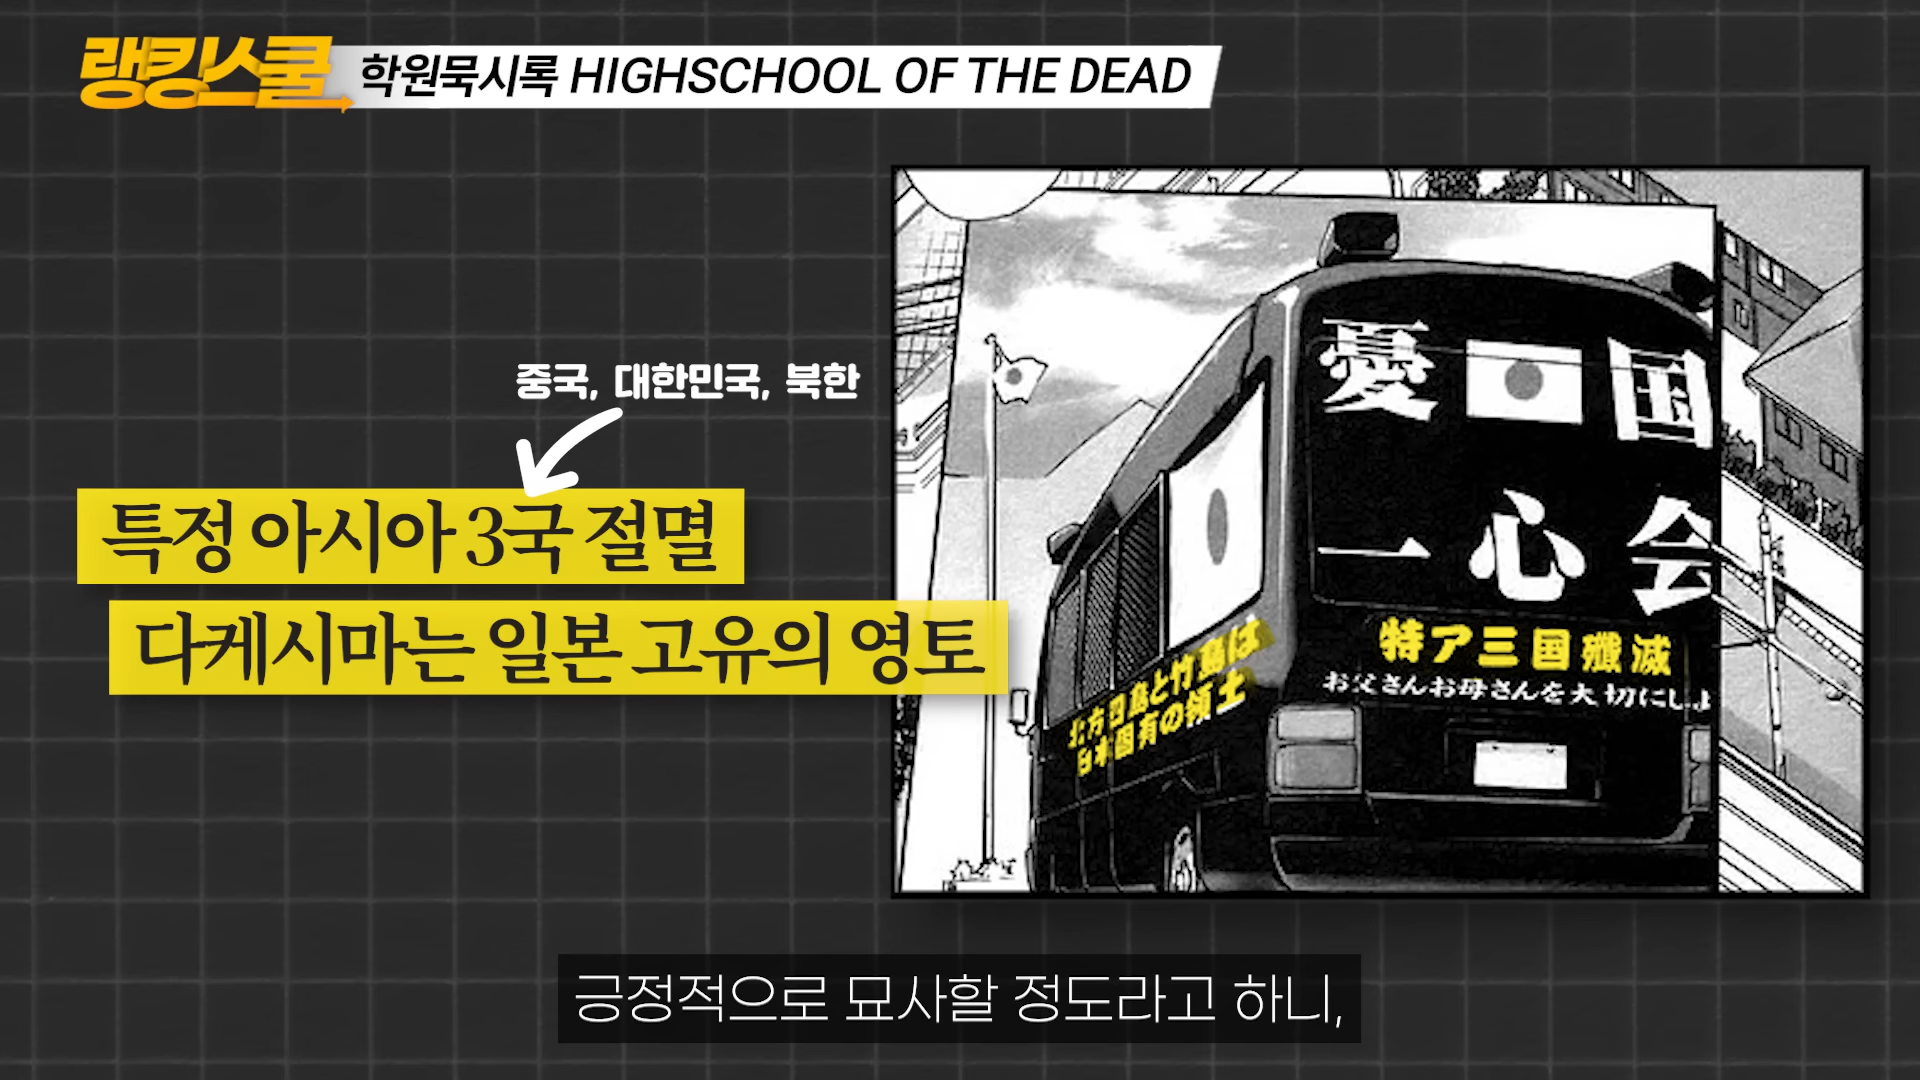 랭킹스쿨 학원묵시록 HIGHSCHOOL OF THE DEAD
중국, 대한민국, 북한
특정 아시아 3국 절멸
다케시마는 일본 고유의 영토
憂国
一心会
特ア三国殲滅
お父さんお母さんを大切にしよ
北方四島と竹島は
日本固有の領土
긍정적으로 묘사할 정도라고 하니,